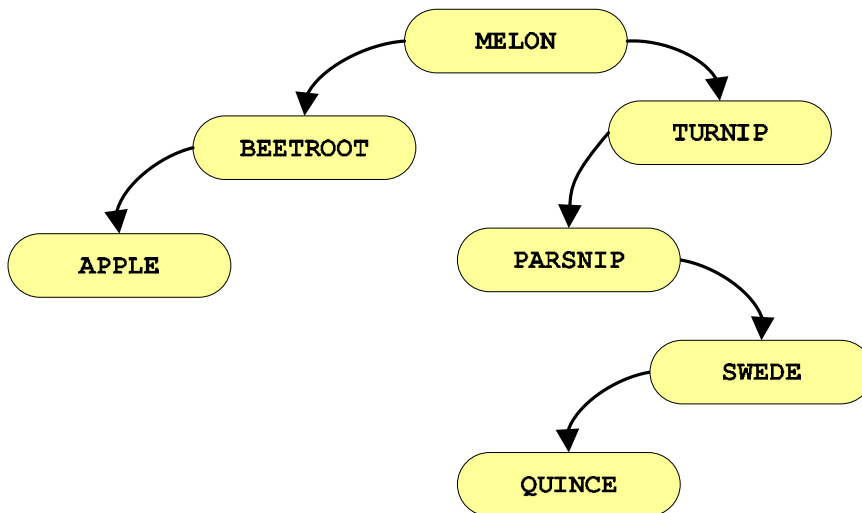 MELON
TURNIP
BEETROOT
PARSNIP
APPLE
SWEDE
QUINCE